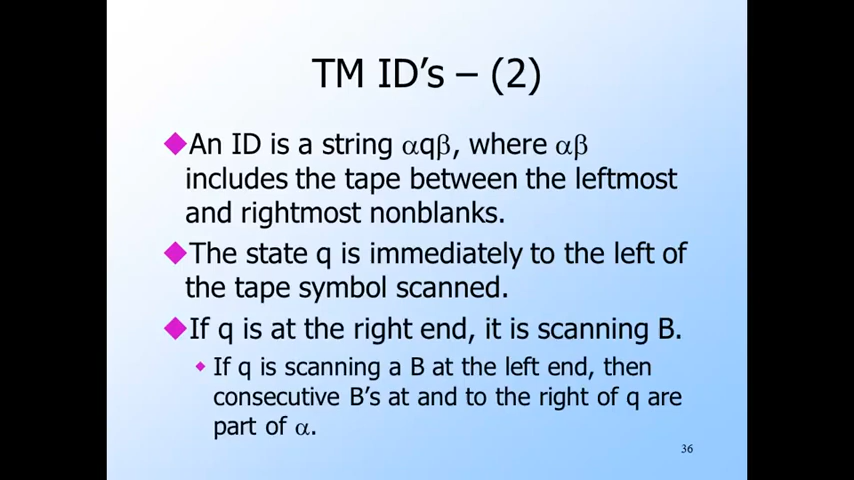 TM ID’s – (2)
An ID is a string αqβ, where αβ
includes the tape between the leftmost
and rightmost nonblanks.
The state q is immediately to the left of
the tape symbol scanned.
If q is at the right end, it is scanning B.
If q is scanning a B at the left end, then
consecutive B’s at and to the right of q are
part of α.
36